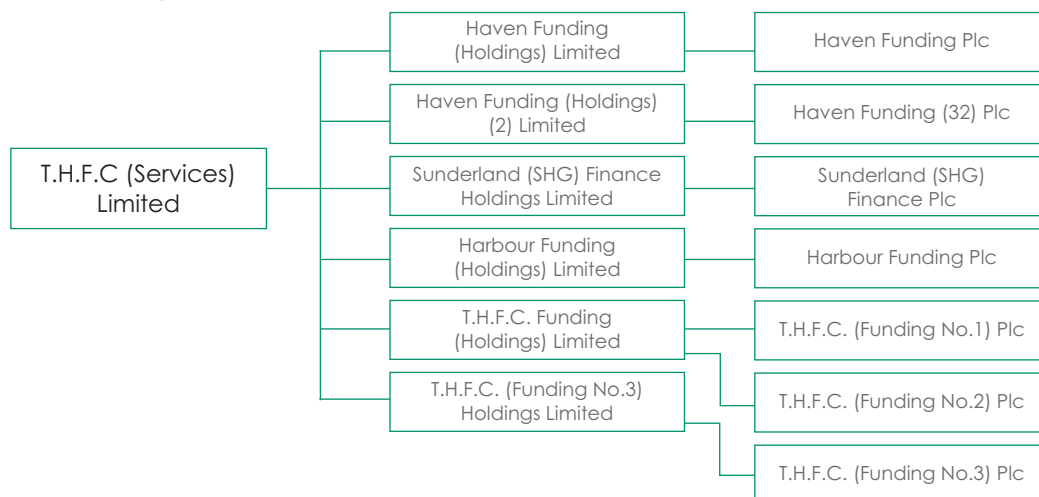 T.H.F.C (Services)
Limited
Haven Funding
(Holdings) Limited
Haven Funding (Holdings)
(2) Limited
Sunderland (SHG) Finance
Holdings Limited
Harbour Funding
(Holdings) Limited
T.H.F.C. Funding
(Holdings) Limited
T.H.F.C. (Funding No.3)
Holdings Limited
Haven Funding Plc
Haven Funding (32) Plc
Sunderland (SHG)
Finance Plc
Harbour Funding Plc
T.H.F.C. (Funding No.1) Plc
T.H.F.C. (Funding No.2) Plc
T.H.F.C. (Funding No.3) Plc